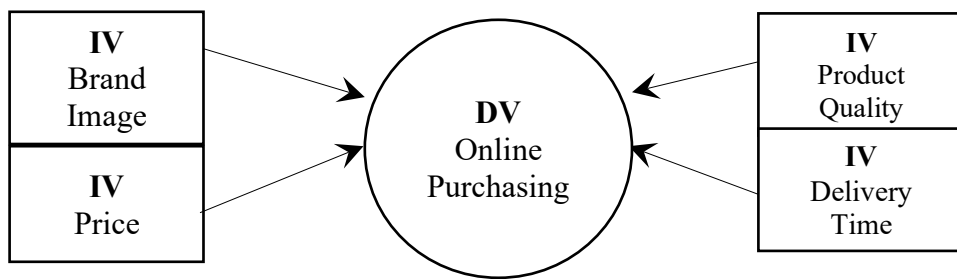 IV
Brand
Image
IV
Price
DV
Online
Purchasing
IV
Product
Quality
IV
Delivery
Time